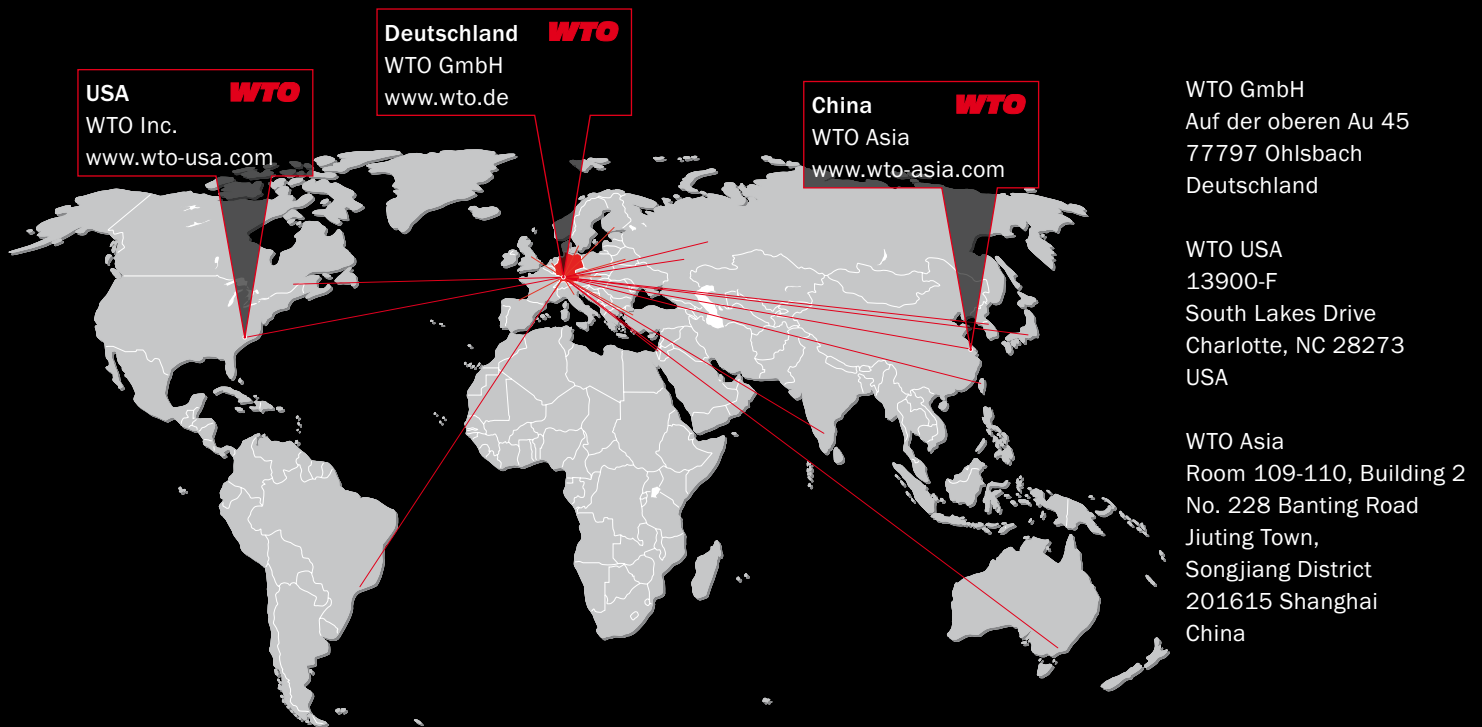 Deutschland WTO
WTO GmbH
www.wto.de
USA WTO
WTO Inc.
www.wto-usa.com
China WTO
WTO Asia
www.wto-asia.com
WTO GmbH
Auf der oberen Au 45
77797 Ohlsbach
Deutschland
WTO USA
13900-F
South Lakes Drive
Charlotte, NC 28273
USA
WTO Asia
Room 109-110, Building 2
No. 228 Banting Road
Jiuting Town,
Songjiang District
201615 Shanghai
China